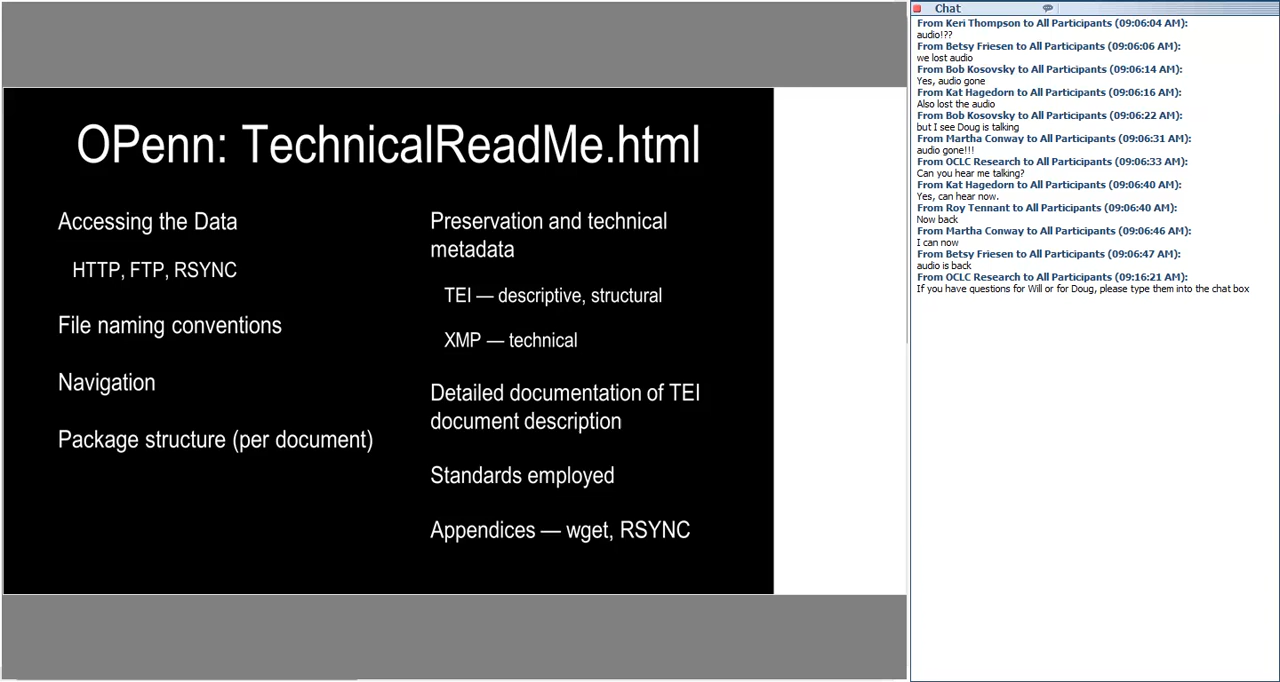 OPenn: TechnicalReadMe.html
Accessing the Data
HTTP, FTP, RSYNC
File naming conventions
Navigation
Package structure (per document)
Preservation and technical
metadata
TEI — descriptive, structural
XMP — technical
Detailed documentation of TEI
document description
Standards employed
Appendices — wget, RSYNC
Chat
From Keri Thompson to All Participants (09:06:04 AM):
audio!??
From Betsy Friesen to All Participants (09:06:06 AM):
we lost audio
From Bob Kosovsky to All Participants (09:06:14 AM):
Yes, audio gone
From Kat Hagedorn to All Participants (09:06:16 AM):
Also lost the audio
From Bob Kosovsky to All Participants (09:06:22 AM):
but I see Doug is talking
From Martha Conway to All Participants (09:06:31 AM):
audio gone!!!
From OCLC Research to All Participants (09:06:33 AM):
Can you hear me talking?
From Kat Hagedorn to All Participants (09:06:40 AM):
Yes, can hear now.
From Roy Tennant to All Participants (09:06:40 AM):
Now back
From Martha Conway to All Participants (09:06:46 AM):
I can now
From Betsy Friesen to All Participants (09:06:47 AM):
audio is back
From OCLC Research to All Participants (09:16:21 AM):
If you have questions for Will or for Doug, please type them into the chat box